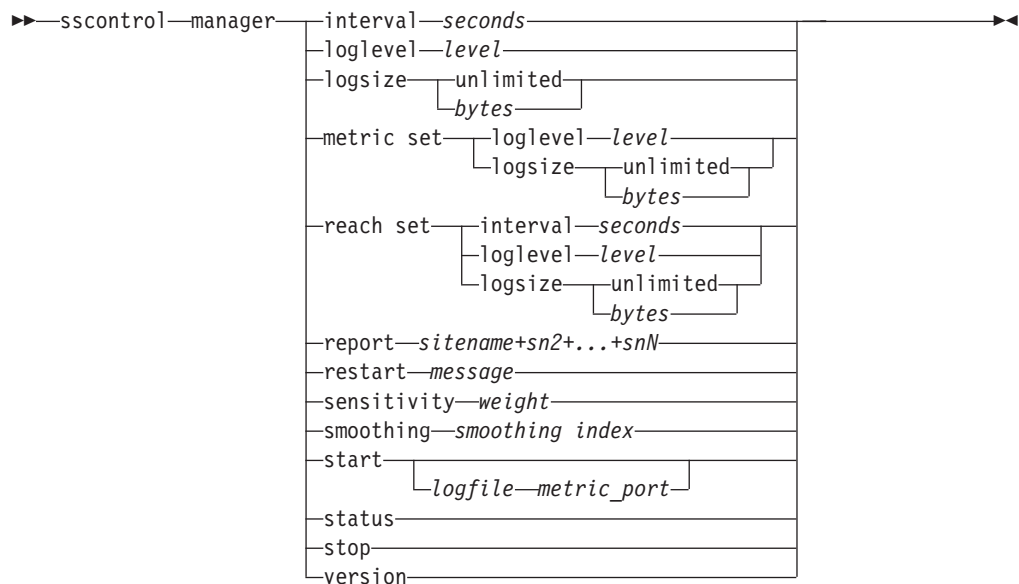 sscontrol manager interval seconds
loglevel level
logsize unlimited
bytes
metric set loglevel level
logsize unlimited
bytes
reach set interval seconds
loglevel level
logsize unlimited
bytes
report sitename+sn2+...+snN
restart message
sensitivity weight
smoothing smoothing index
start
logfile metric_port
status
stop
version